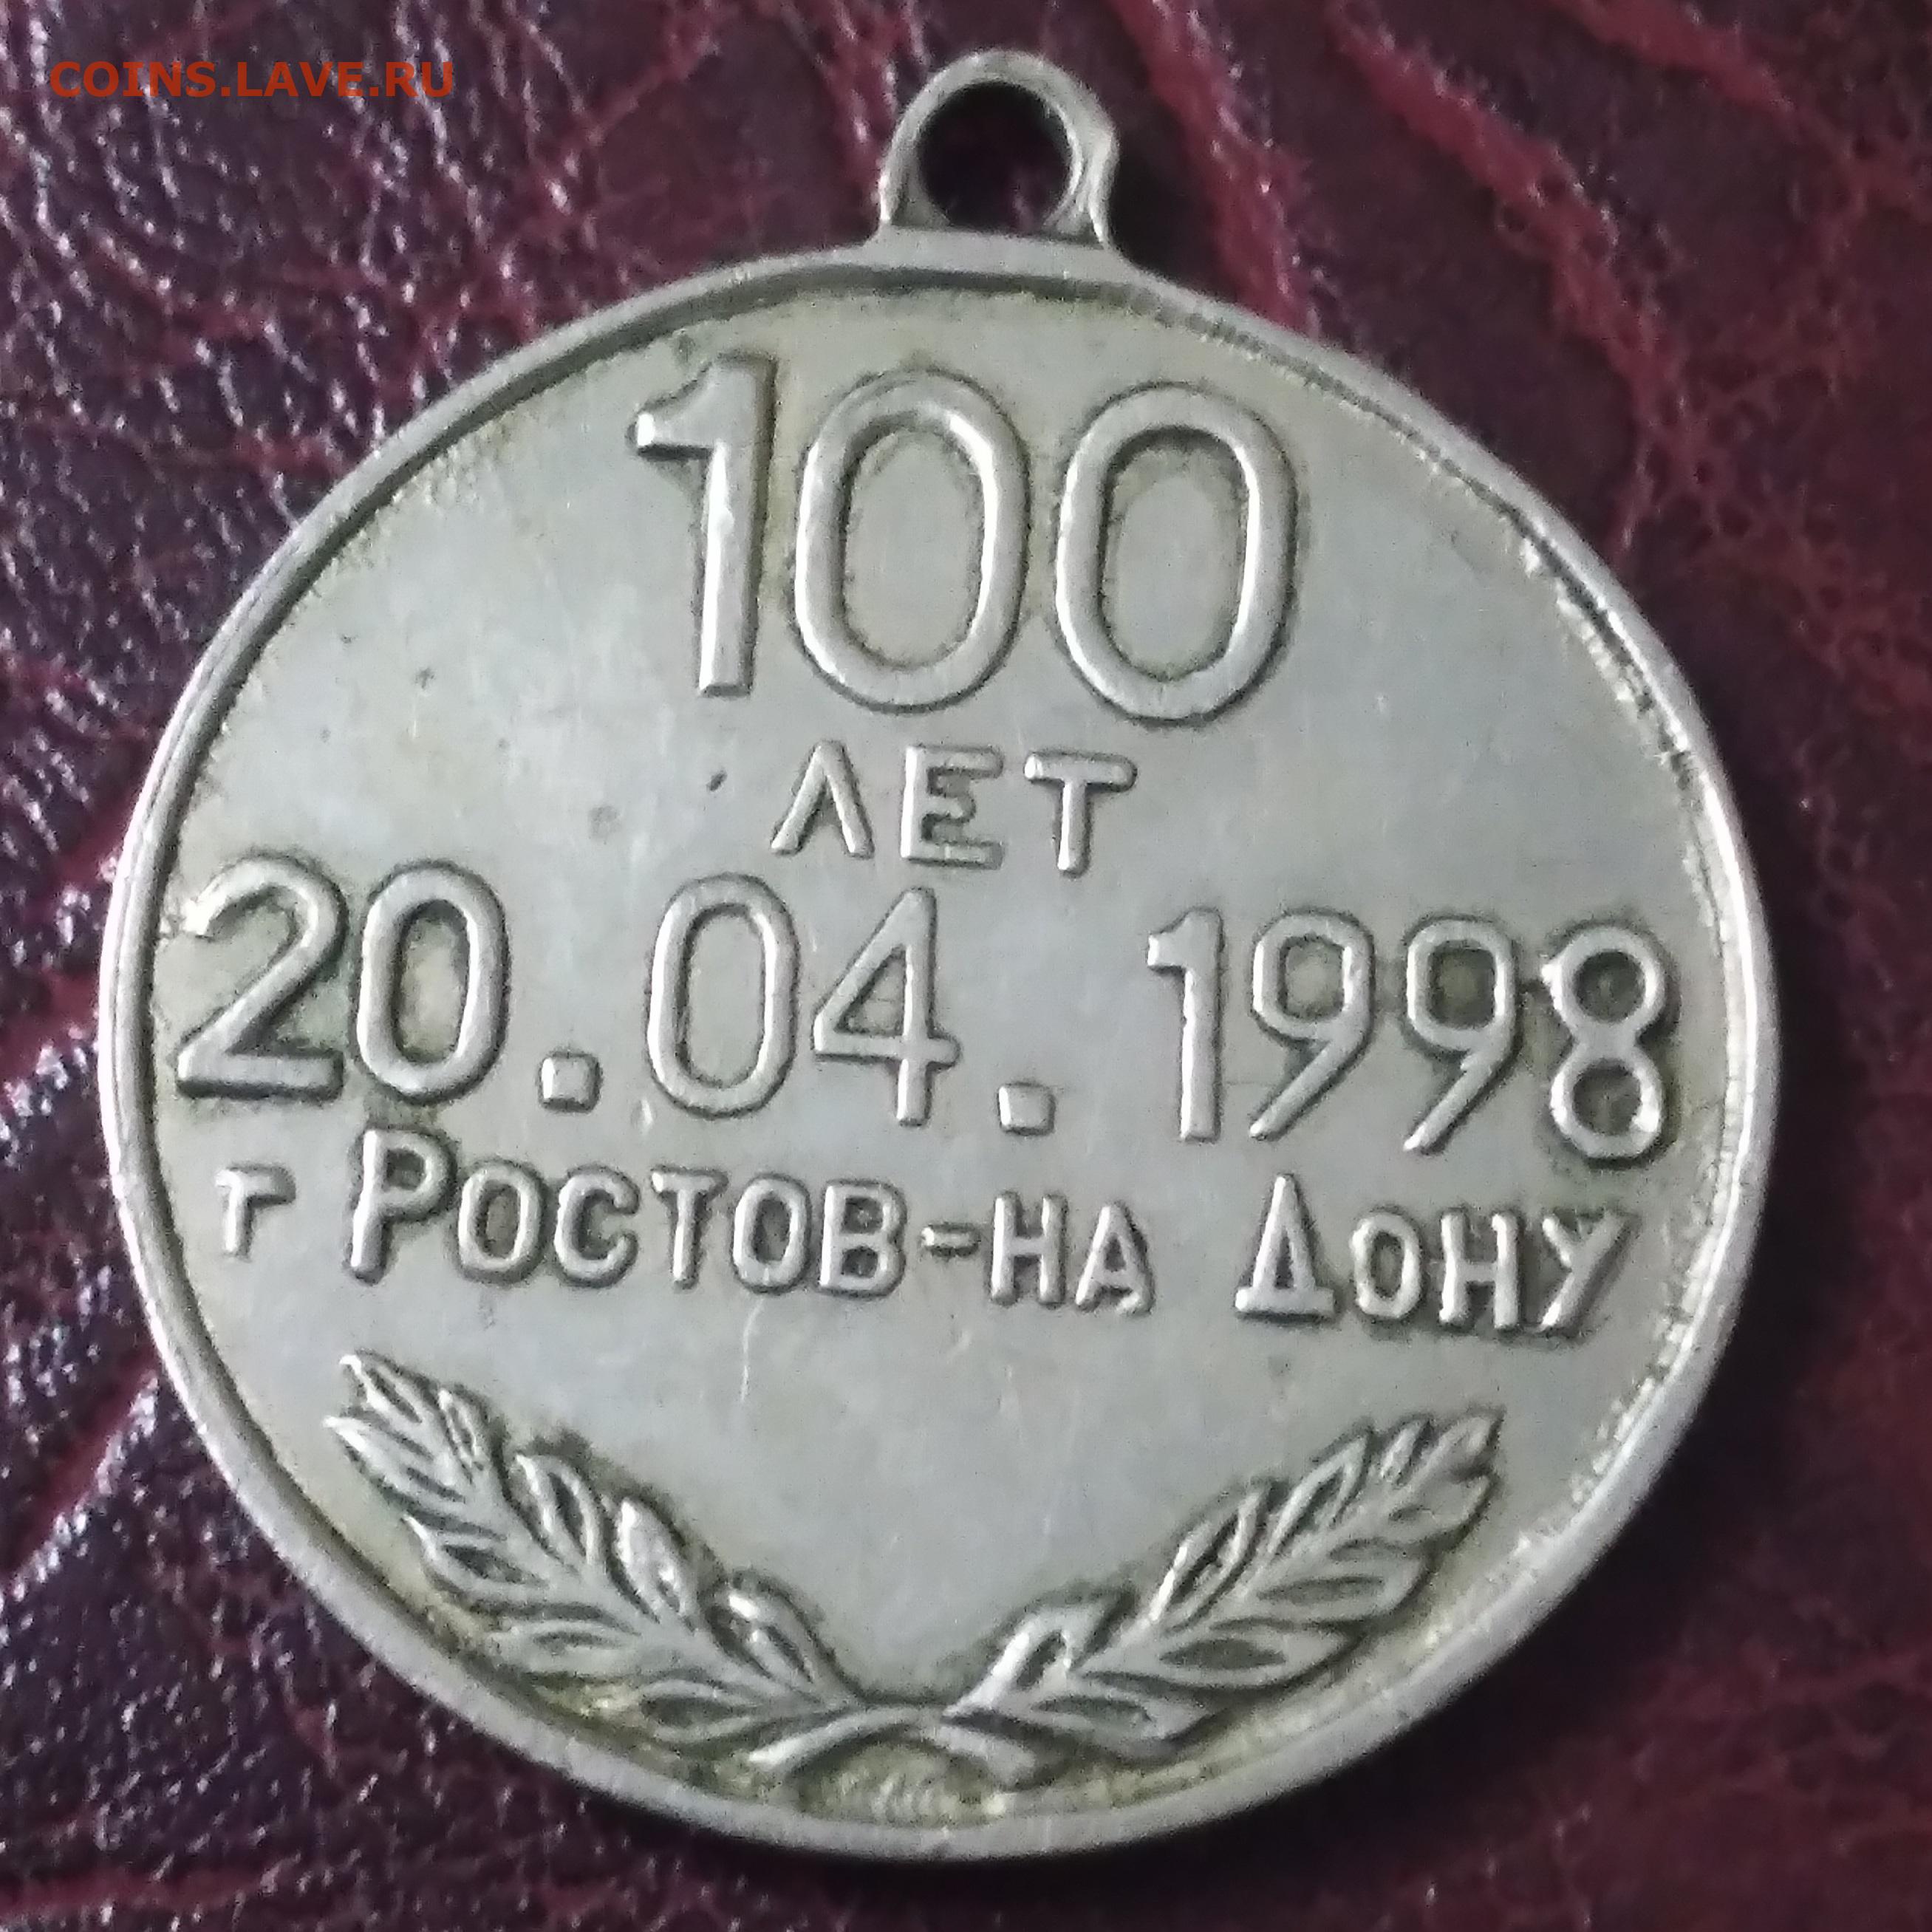 COINS.LAVE.RU
100
ЛЕТ
20.04.1998
г РОСТОВ-НА ДОНУ